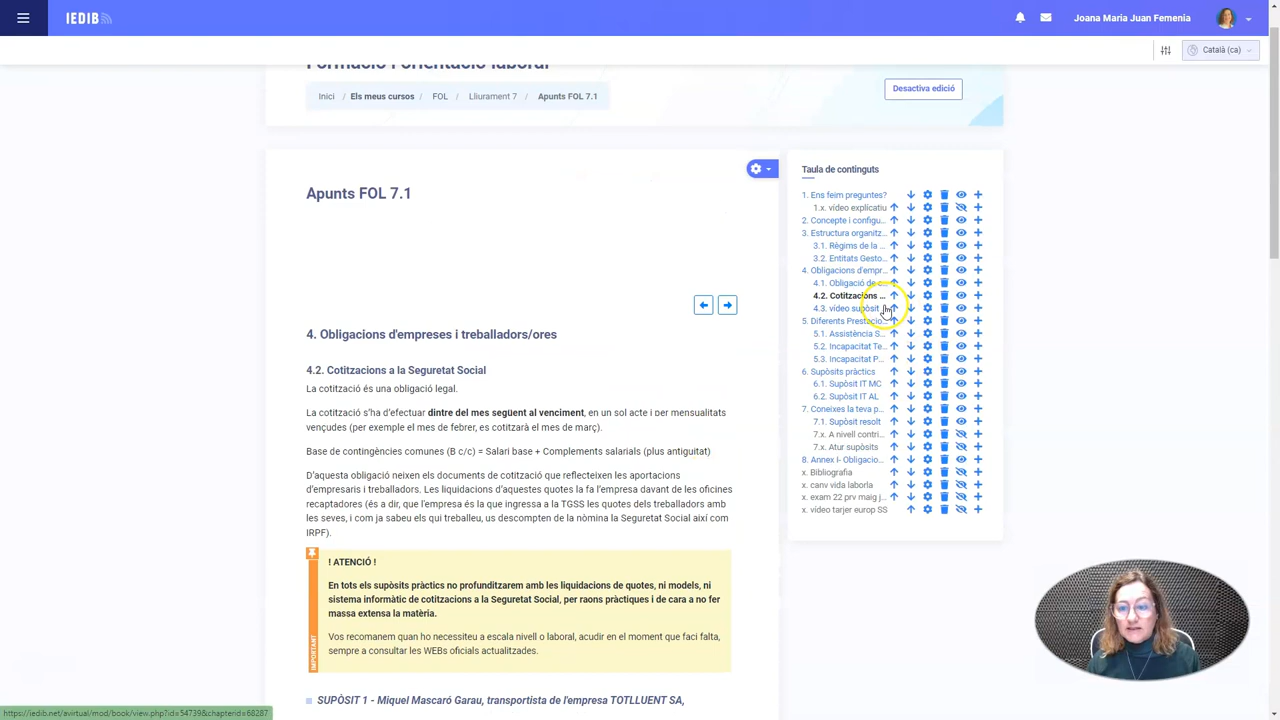 IEDIB
Joana Maria Juan Femenia
Català (ca)
Formació i orientació laboral
Inici / Els meus cursos / FOL / Lliurament 7 / Apunts FOL 7.1
Desactiva edició
Apunts FOL 7.1
4. Obligacions d'empreses i treballadors/ores
4.2. Cotitzacions a la Seguretat Social
La cotització és una obligació legal.
La cotització s'ha d'efectuar dintre del mes següent al venciment, en un sol acte i per mensualitats
vençudes (per exemple el mes de febrer, es cotitzarà el mes de març).
Base de contingències comunes (B c/c) = Salari base + Complements salarials (plus antiguitat)
D'aquesta obligació neixen els documents de cotització que reflecteixen les aportacions
d'empresaris i treballadors. Les liquidacions d'aquestes quotes la fa l'empresa davant de les oficines
recaptadores (és a dir, que l'empresa és la que ingressa a la TGSS les quotes dels treballadors amb
les seves, i com ja sabeu els qui treballeu, us descompten de la nòmina la Seguretat Social així com
IRPF).
IMPORTANT
! ATENCIÓ !
En tots els supòsits pràctics no profunditzarem amb les liquidacions de quotes, ni models, ni
sistema informàtic de cotitzacions a la Seguretat Social, per raons pràctiques i de cara a no fer
massa extensa la matèria.
Vos recomanem quan ho necessiteu a escala nivell o laboral, acudir en el moment que faci falta,
sempre a consultar les WEBs oficials actualitzades.
SUPÒSIT 1 - Miquel Mascaró Garau, transportista de l'empresa TOTLLUENT SA,
Taula de continguts
1. Ens feim preguntes?
1.x. vídeo explicatiu
2. Concepte i configu...
3. Estructura organitz...
3.1. Règims de la ...
3.2. Entitats Gesto...
4. Obligacions d'empr...
4.1. Obligació de c...
4.2. Cotitzacions ...
4.3. vídeo supòsit
5. Diferents Prestacio...
5.1. Assistència S...
5.2. Incapacitat Te...
5.3. Incapacitat P...
6. Supòsits pràctics
6.1. Supòsit IT MC
6.2. Supòsit IT AL
7. Coneixes la teva p...
7.1. Supòsit resolt
7.x. A nivell contri...
7.x. Atur supòsits
8. Annex I- Obligacio...
x. Bibliografia
x. canv vida laboria
x. exam 22 prv maig j...
x. vídeo tarjer europ SS
https://iedib.net/avirtual/mod/book/view.php?id=54739&chapterid=68287